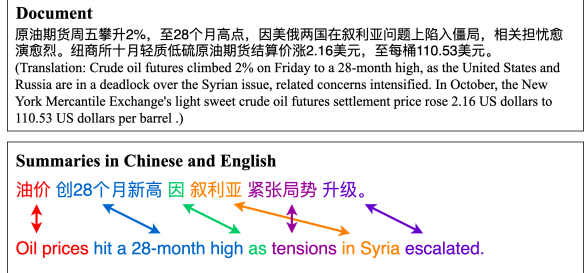 Document
原油期货周五攀升2%，至28个月高点，因美俄两国在叙利亚问题上陷入僵局，相关担忧愈
演愈烈。纽商所十月轻质低硫原油期货结算价涨2.16美元，至每桶110.53美元。
(Translation: Crude oil futures climbed 2% on Friday to a 28-month high, as the United States and
Russia are in a deadlock over the Syrian issue, related concerns intensified. In October, the New
York Mercantile Exchange's light sweet crude oil futures settlement price rose 2.16 US dollars to
110.53 US dollars per barrel .)
Summaries in Chinese and English
油价 创28个月新高 因 叙利亚 紧张局势 升级。
Oil prices hit a 28-month high as tensions in Syria escalated.